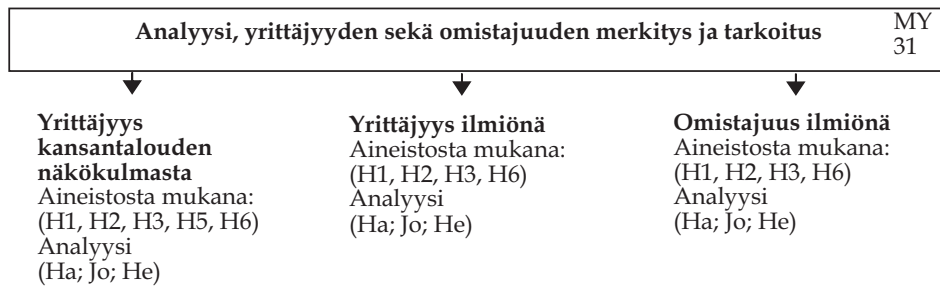 Analyysi, yrittäjyyden sekä omistajuuden merkitys ja tarkoitus
MY
31
Yrittäjyys
kansantalouden
näkökulmasta
Aineistosta mukana:
(H1, H2, H3, H5, H6)
Analyysi
(Ha; Jo; He)
Yrittäjyys ilmiönä
Aineistosta mukana:
(H1, H2, H3, H6)
Analyysi
(Ha; Jo; He)
Omistajuus ilmiönä
Aineistosta mukana:
(H1, H2, H3, H6)
Analyysi
(Ha; Jo; He)